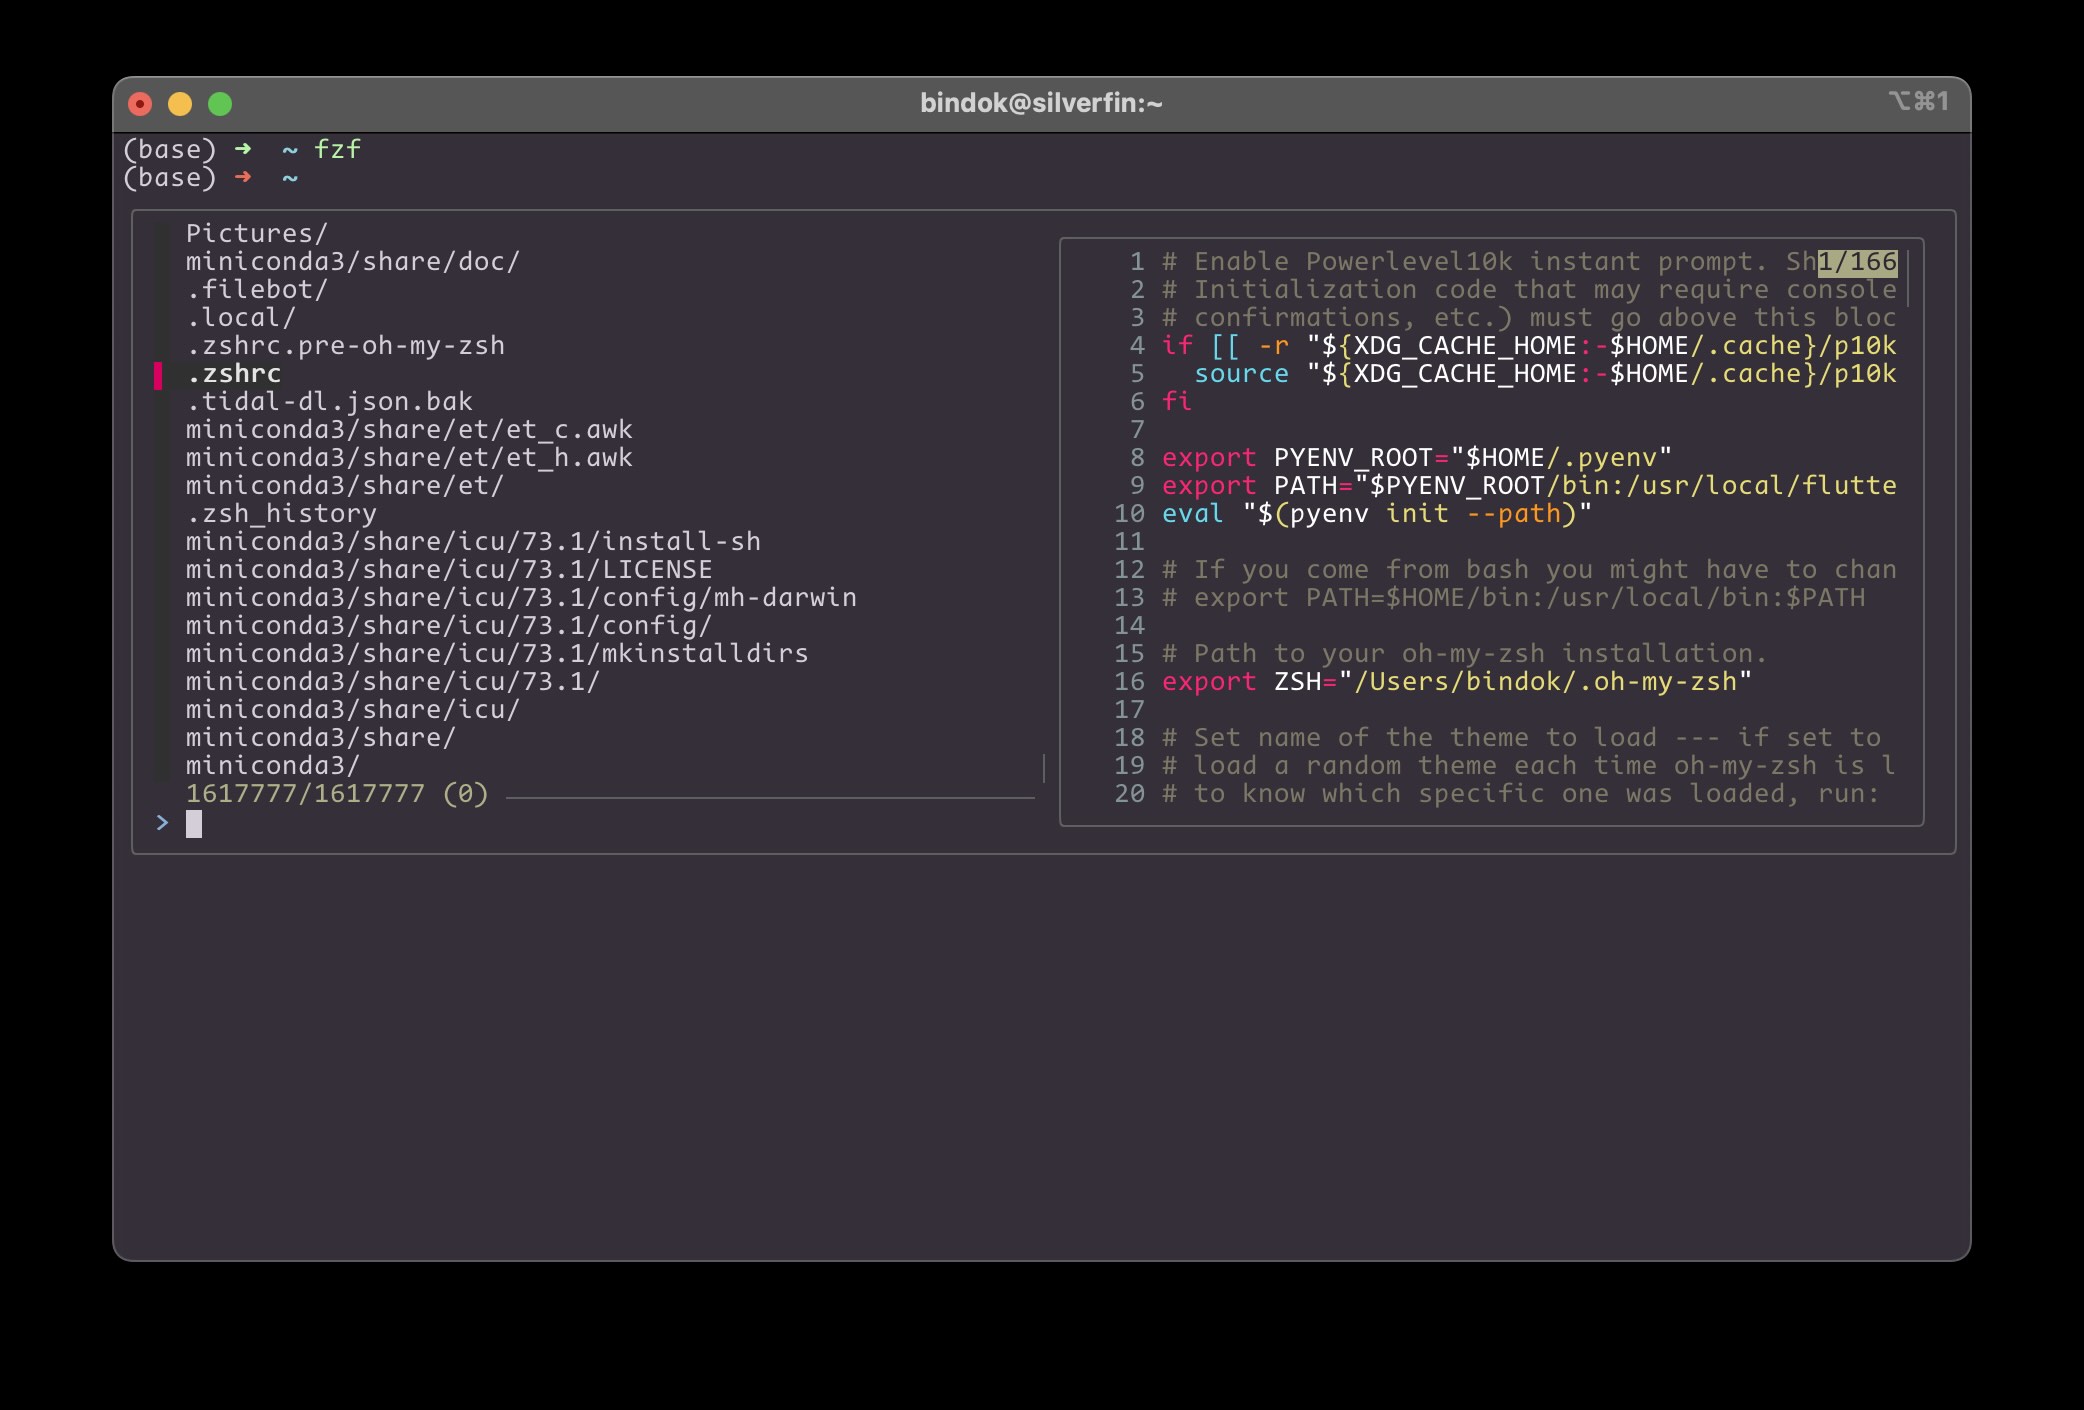 bindok@silverfin:~
⌥⌘1
(base) ➜  ~ fzf
(base) ➜  ~
Pictures/
miniconda3/share/doc/
.filebot/
.local/
.zshrc.pre-oh-my-zsh
.zshrc
.tidal-dl.json.bak
miniconda3/share/et/et_c.awk
miniconda3/share/et/et_h.awk
miniconda3/share/et/
.zsh_history
miniconda3/share/icu/73.1/install-sh
miniconda3/share/icu/73.1/LICENSE
miniconda3/share/icu/73.1/config/mh-darwin
miniconda3/share/icu/73.1/config/
miniconda3/share/icu/73.1/mkinstalldirs
miniconda3/share/icu/73.1/
miniconda3/share/icu/
miniconda3/share/
miniconda3/
1617777/1617777 (0)
>
1 # Enable Powerlevel10k instant prompt. Sh1/166
2 # Initialization code that may require console
3 # confirmations, etc.) must go above this bloc
4 if [[ -r "${XDG_CACHE_HOME:-$HOME/.cache}/p10k
5   source "${XDG_CACHE_HOME:-$HOME/.cache}/p10k
6 fi
7
8 export PYENV_ROOT="$HOME/.pyenv"
9 export PATH="$PYENV_ROOT/bin:/usr/local/flutte
10 eval "$(pyenv init --path)"
11
12 # If you come from bash you might have to chan
13 # export PATH=$HOME/bin:/usr/local/bin:$PATH
14
15 # Path to your oh-my-zsh installation.
16 export ZSH="/Users/bindok/.oh-my-zsh"
17
18 # Set name of the theme to load --- if set to
19 # load a random theme each time oh-my-zsh is l
20 # to know which specific one was loaded, run: